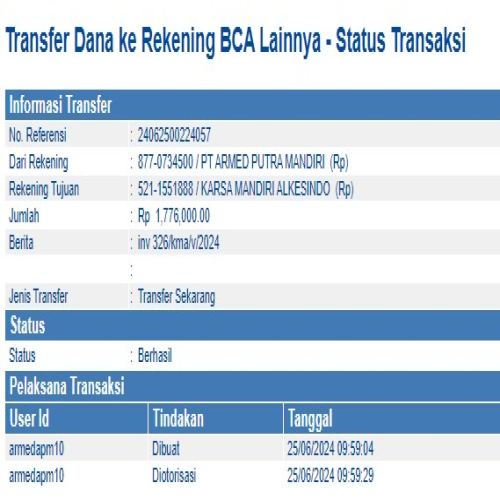 Transfer Dana ke Rekening BCA Lainnya - Status Transaksi
Informasi Transfer
No. Referensi : 24062500224057
Dari Rekening : 877-0734500 / PT ARMED PUTRA MANDIRI (Rp)
Rekening Tujuan : 521-1551888 / KARSA MANDIRI ALKESINDO (Rp)
Jumlah : Rp 1,776,000.00
Berita : inv 326/kma/v/2024
:
Jenis Transfer : Transfer Sekarang
Status
Status : Berhasil
Pelaksana Transaksi
User Id Tindakan Tanggal
armedapm10 Dibuat 25/06/2024 09:59:04
armedapm10 Diotorisasi 25/06/2024 09:59:29